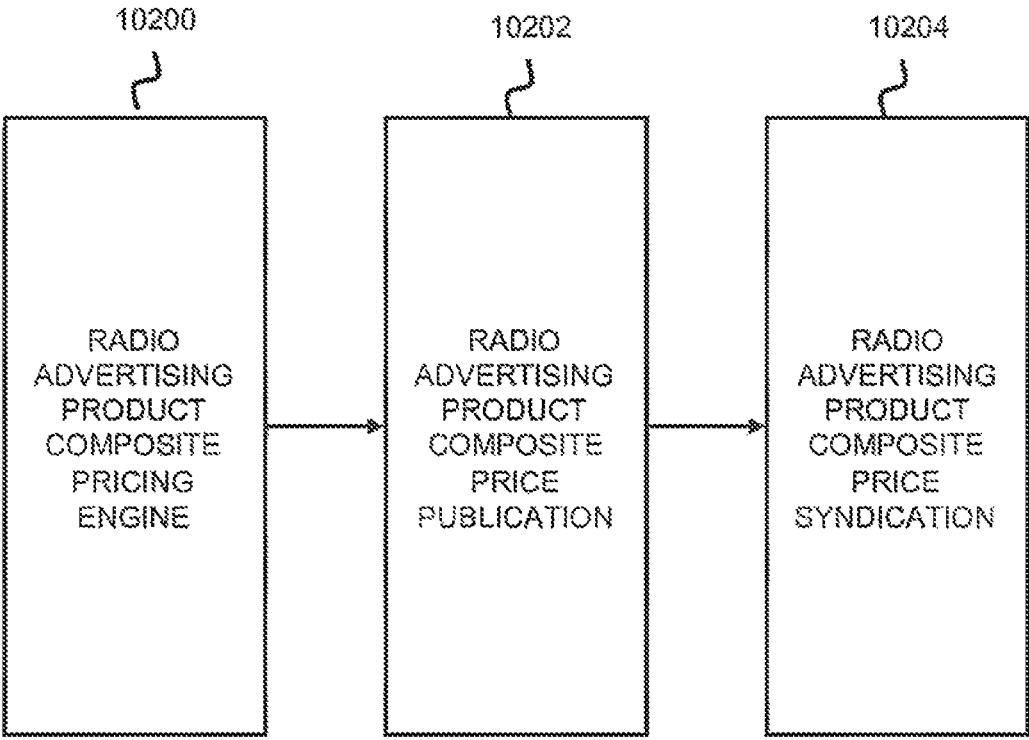 10200
10202
10204
RADIO
ADVERTISING
PRODUCT
COMPOSITE
PRICING
ENGINE
RADIO
ADVERTISING
PRODUCT
COMPOSITE
PRICE
PUBLICATION
RADIO
ADVERTISING
PRODUCT
COMPOSITE
PRICE
SYNDICATION